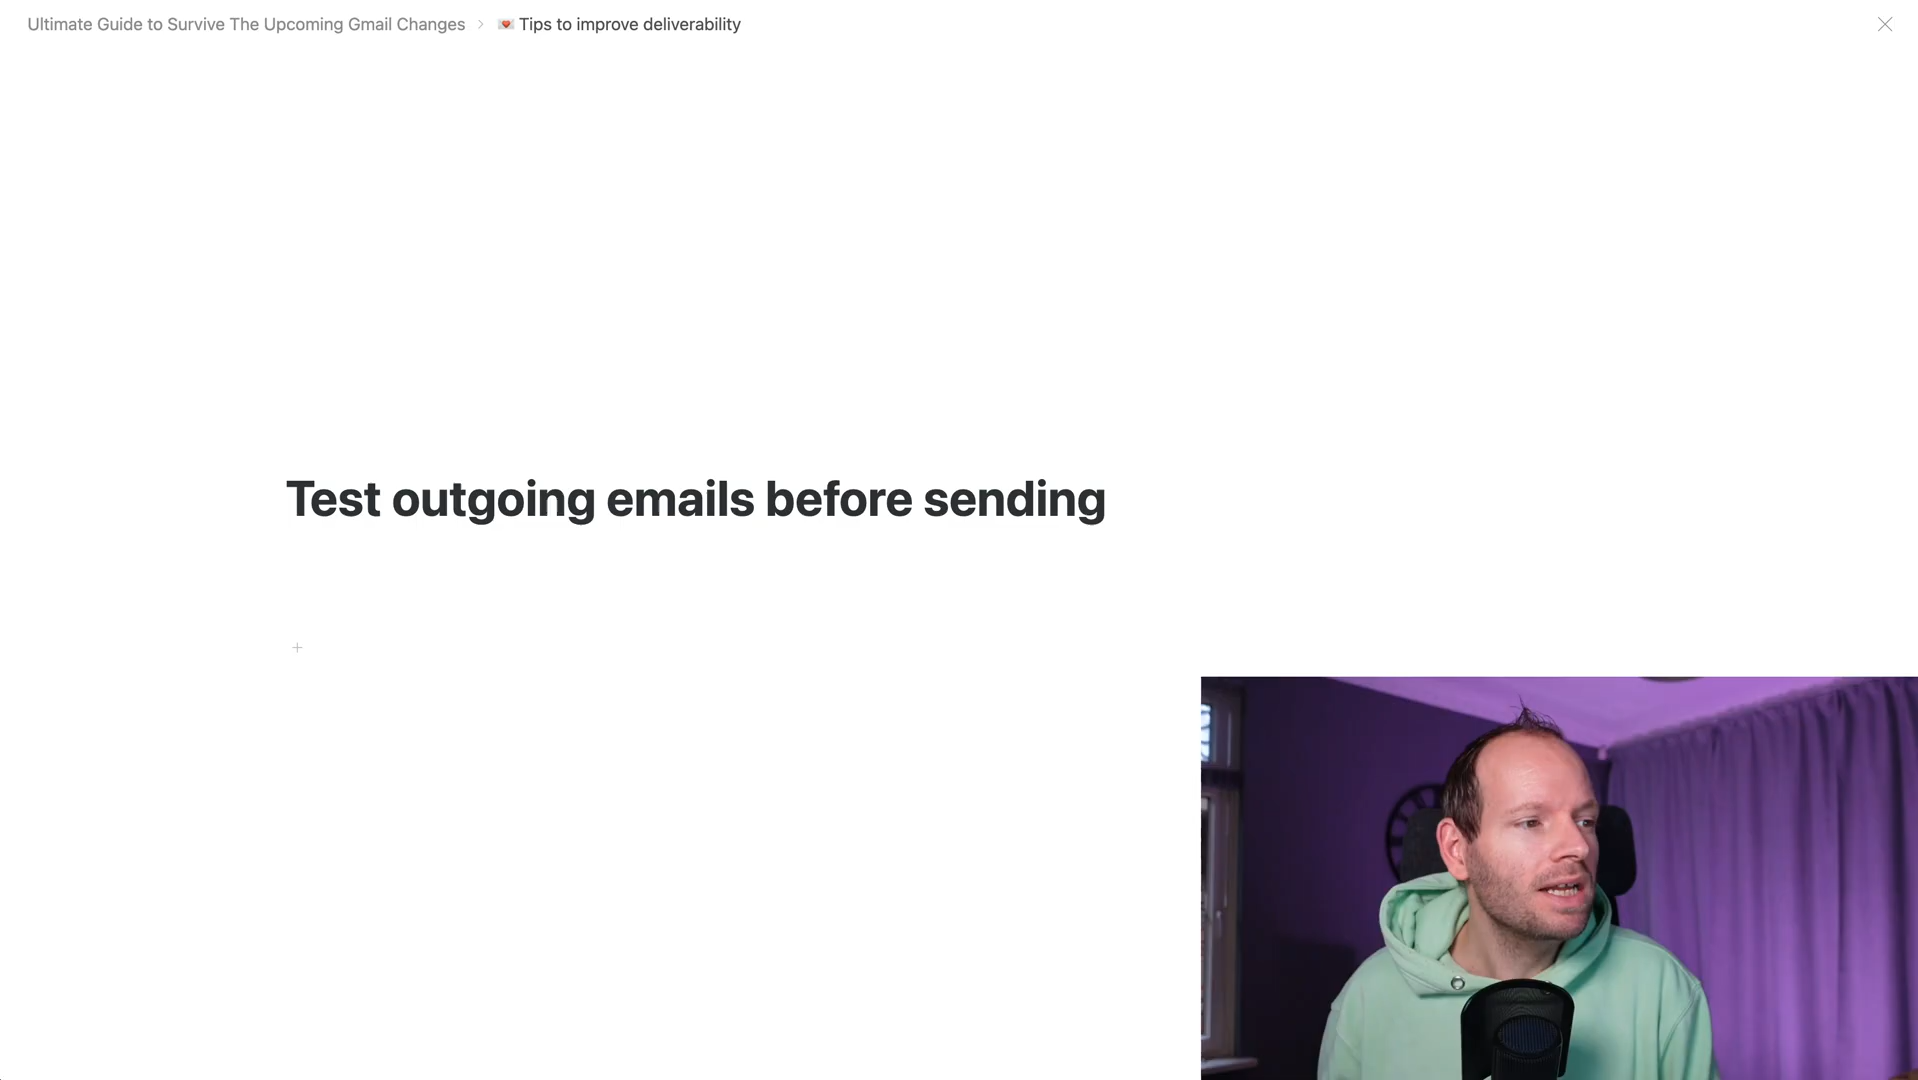 Ultimate Guide to Survive The Upcoming Gmail Changes > 💌 Tips to improve deliverability
Test outgoing emails before sending